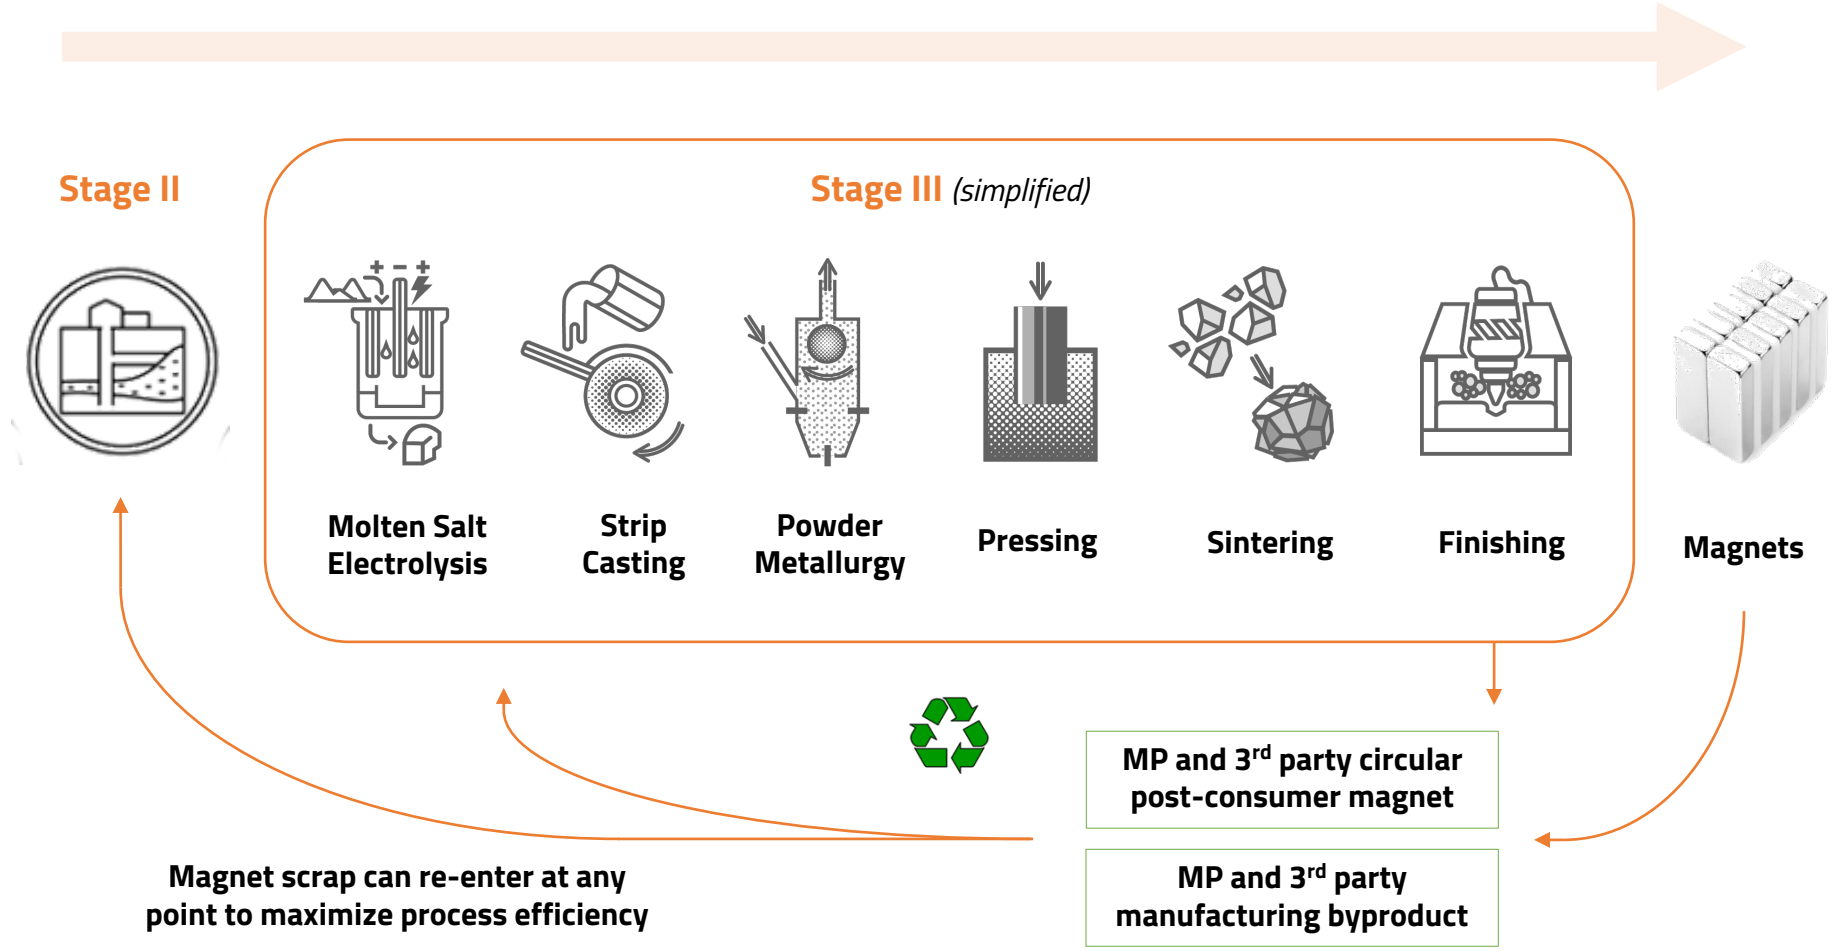 Stage II
Stage III (simplified)
+ − +
Molten Salt
Electrolysis
Strip
Casting
Powder
Metallurgy
Pressing
Sintering
Finishing
Magnets
MP and 3rd party circular
post-consumer magnet
MP and 3rd party
manufacturing byproduct
Magnet scrap can re-enter at any
point to maximize process efficiency